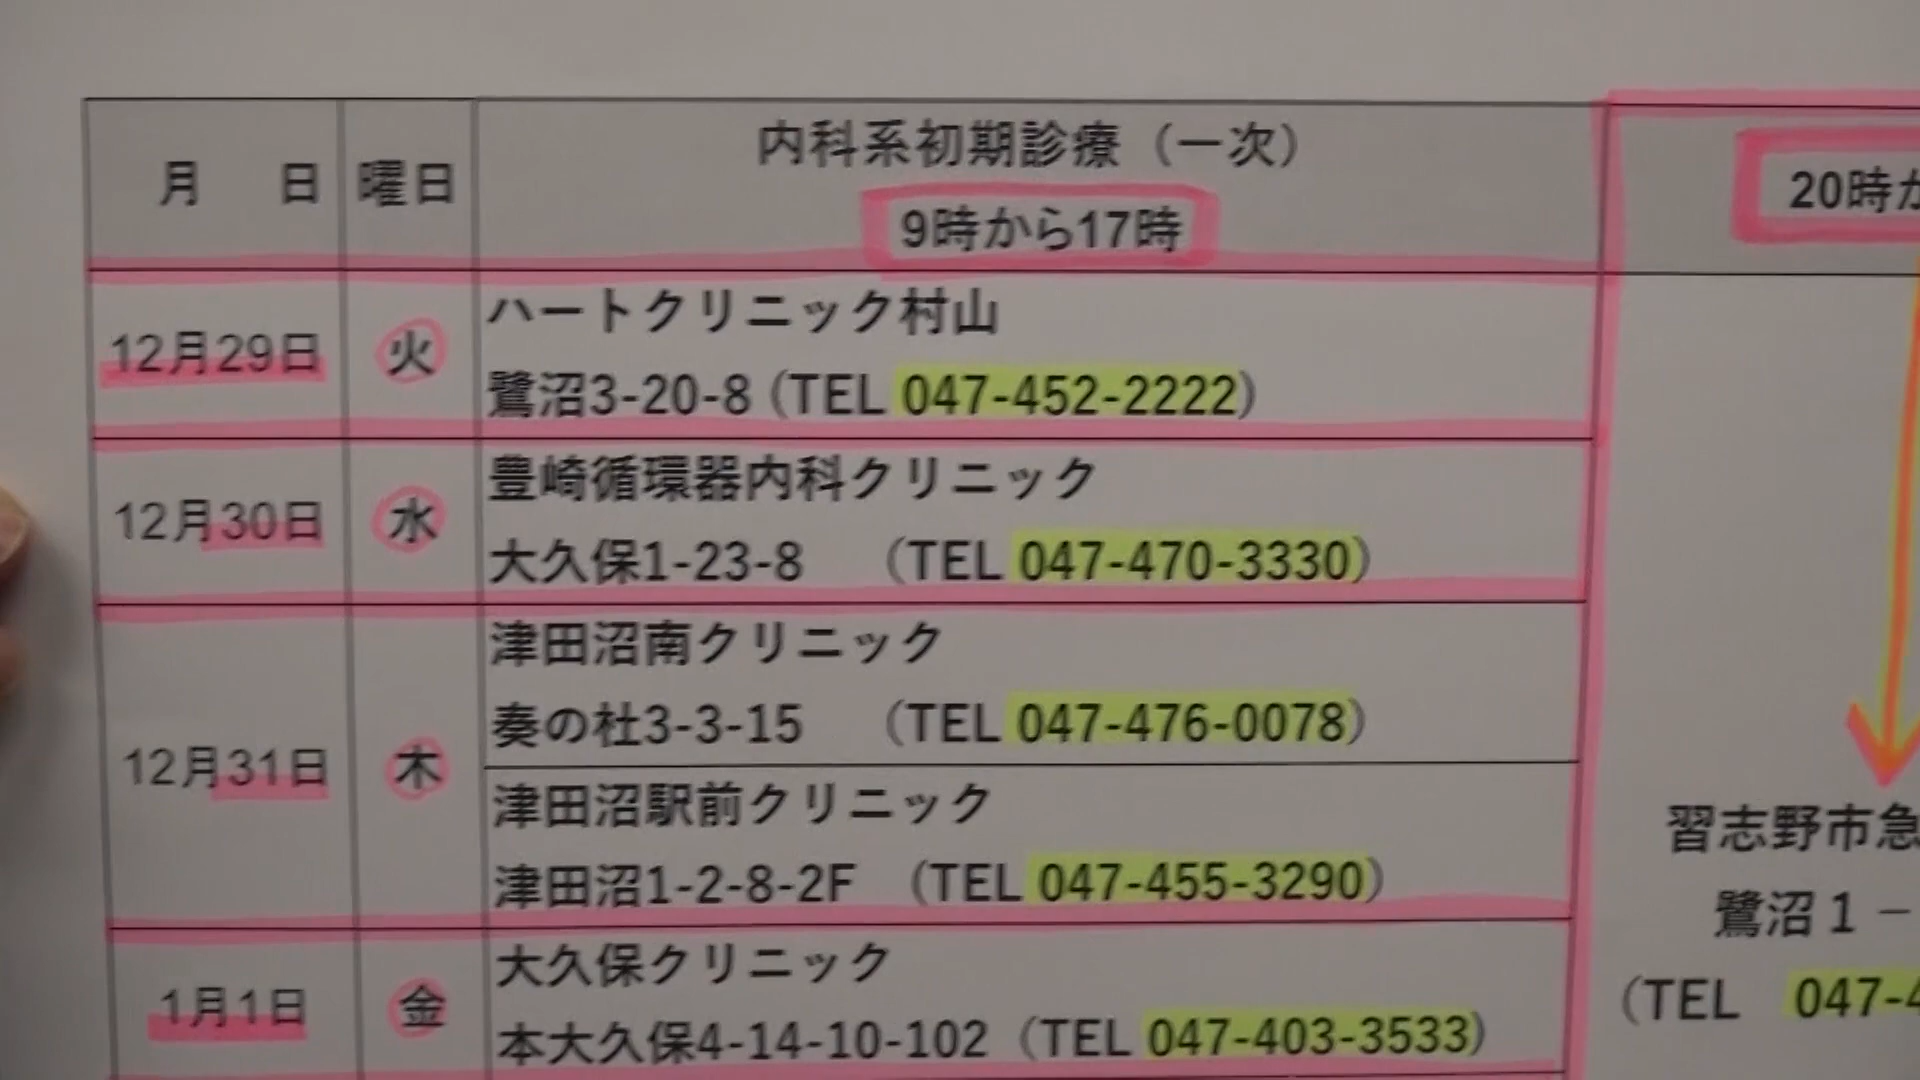 月 日
曜日
内科系初期診療（一次）
9時から17時
20時か
12月29日
火
ハートクリニック村山
鷺沼3-20-8（TEL 047-452-2222）
12月30日
水
豊崎循環器内科クリニック
大久保1-23-8 （TEL 047-470-3330）
12月31日
木
津田沼南クリニック
奏の杜3-3-15 （TEL 047-476-0078）
津田沼駅前クリニック
津田沼1-2-8-2F （TEL 047-455-3290）
1月1日
金
大久保クリニック
本大久保4-14-10-102（TEL 047-403-3533）
習志野市急
鷺沼１－
（TEL 047-4